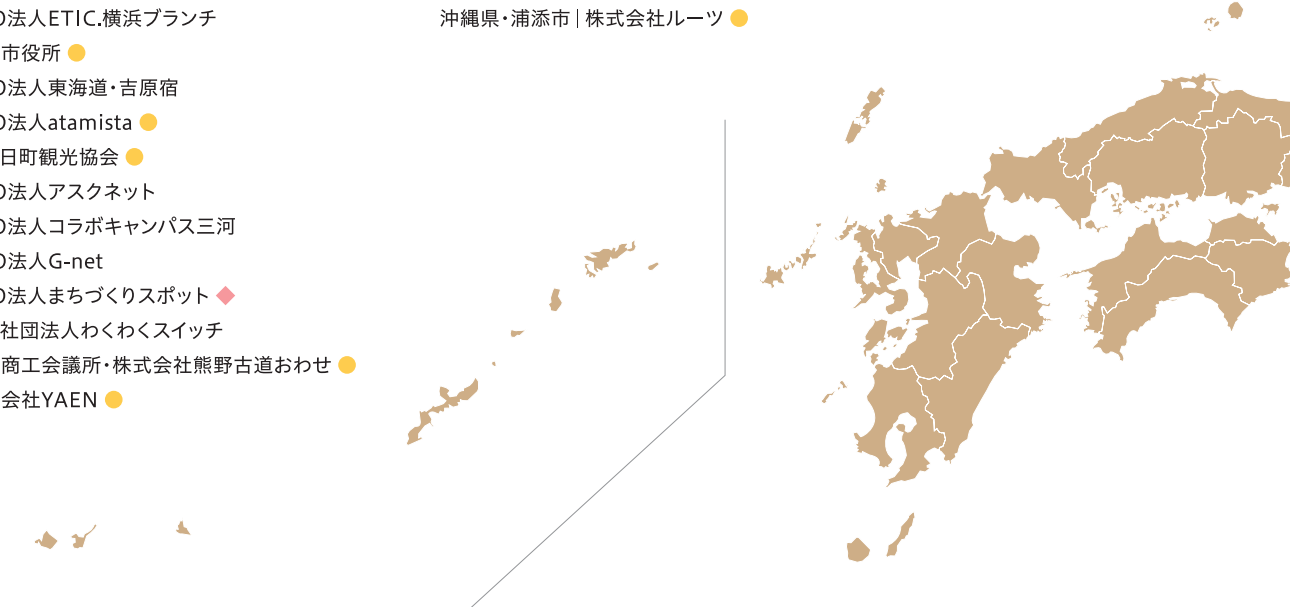 法人ETIC.横浜ブランチ
市役所
法人東海道・吉原宿
法人atamista
日町観光協会
法人アスクネット
法人コラボキャンパス三河
法人G-net
法人まちづくりスポット
社団法人わくわくスイッチ
商工会議所・株式会社熊野古道おわせ
会社YAEN
沖縄県・浦添市|株式会社ルーツ